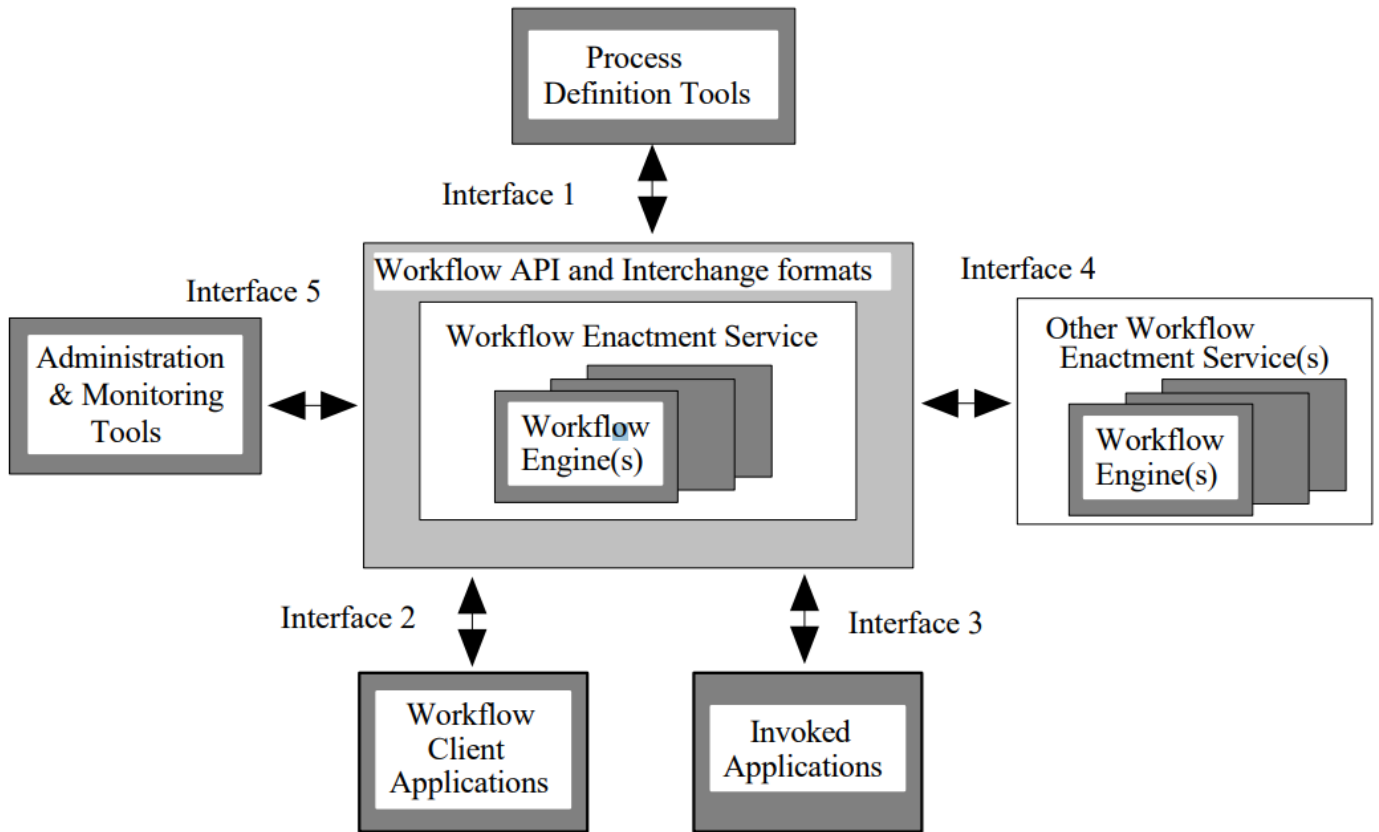 Process
Definition Tools
Interface 1
Workflow API and Interchange formats
Interface 4
Interface 5
Workflow Enactment Service
Other Workflow
Enactment Service(s)
Administration
& Monitoring
Tools
Workflow
Engine(s)
Workflow
Engine(s)
Interface 2
Interface 3
Workflow
Client
Applications
Invoked
Applications